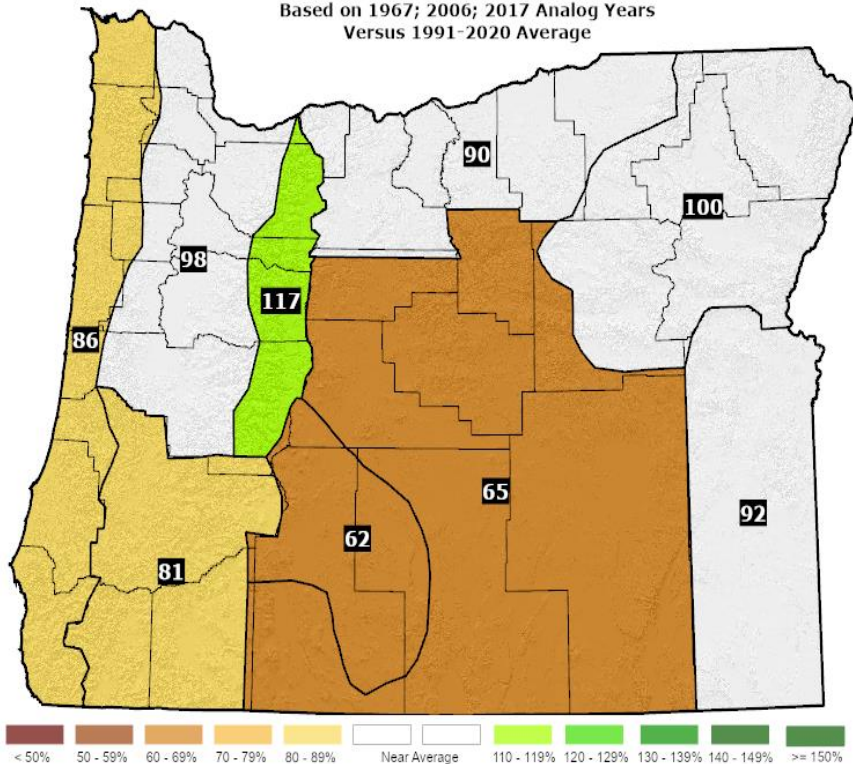 Based on 1967; 2006; 2017 Analog Years
Versus 1991-2020 Average
90
100
98
117
86
65
92
62
81
< 50%
50 - 59%
60 - 69%
70 - 79%
80 - 89%
Near Average
110 - 119%
120 - 129%
130 - 139%
140 - 149%
>= 150%